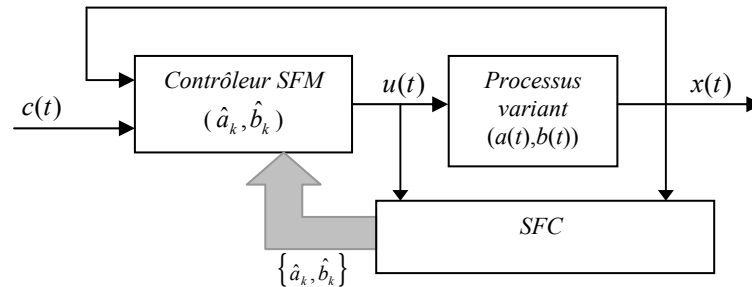 Contrôleur SFM
(â_k, b̂_k)
u(t)
Processus
variant
(a(t),b(t))
x(t)
c(t)
SFC
{â_k, b̂_k}